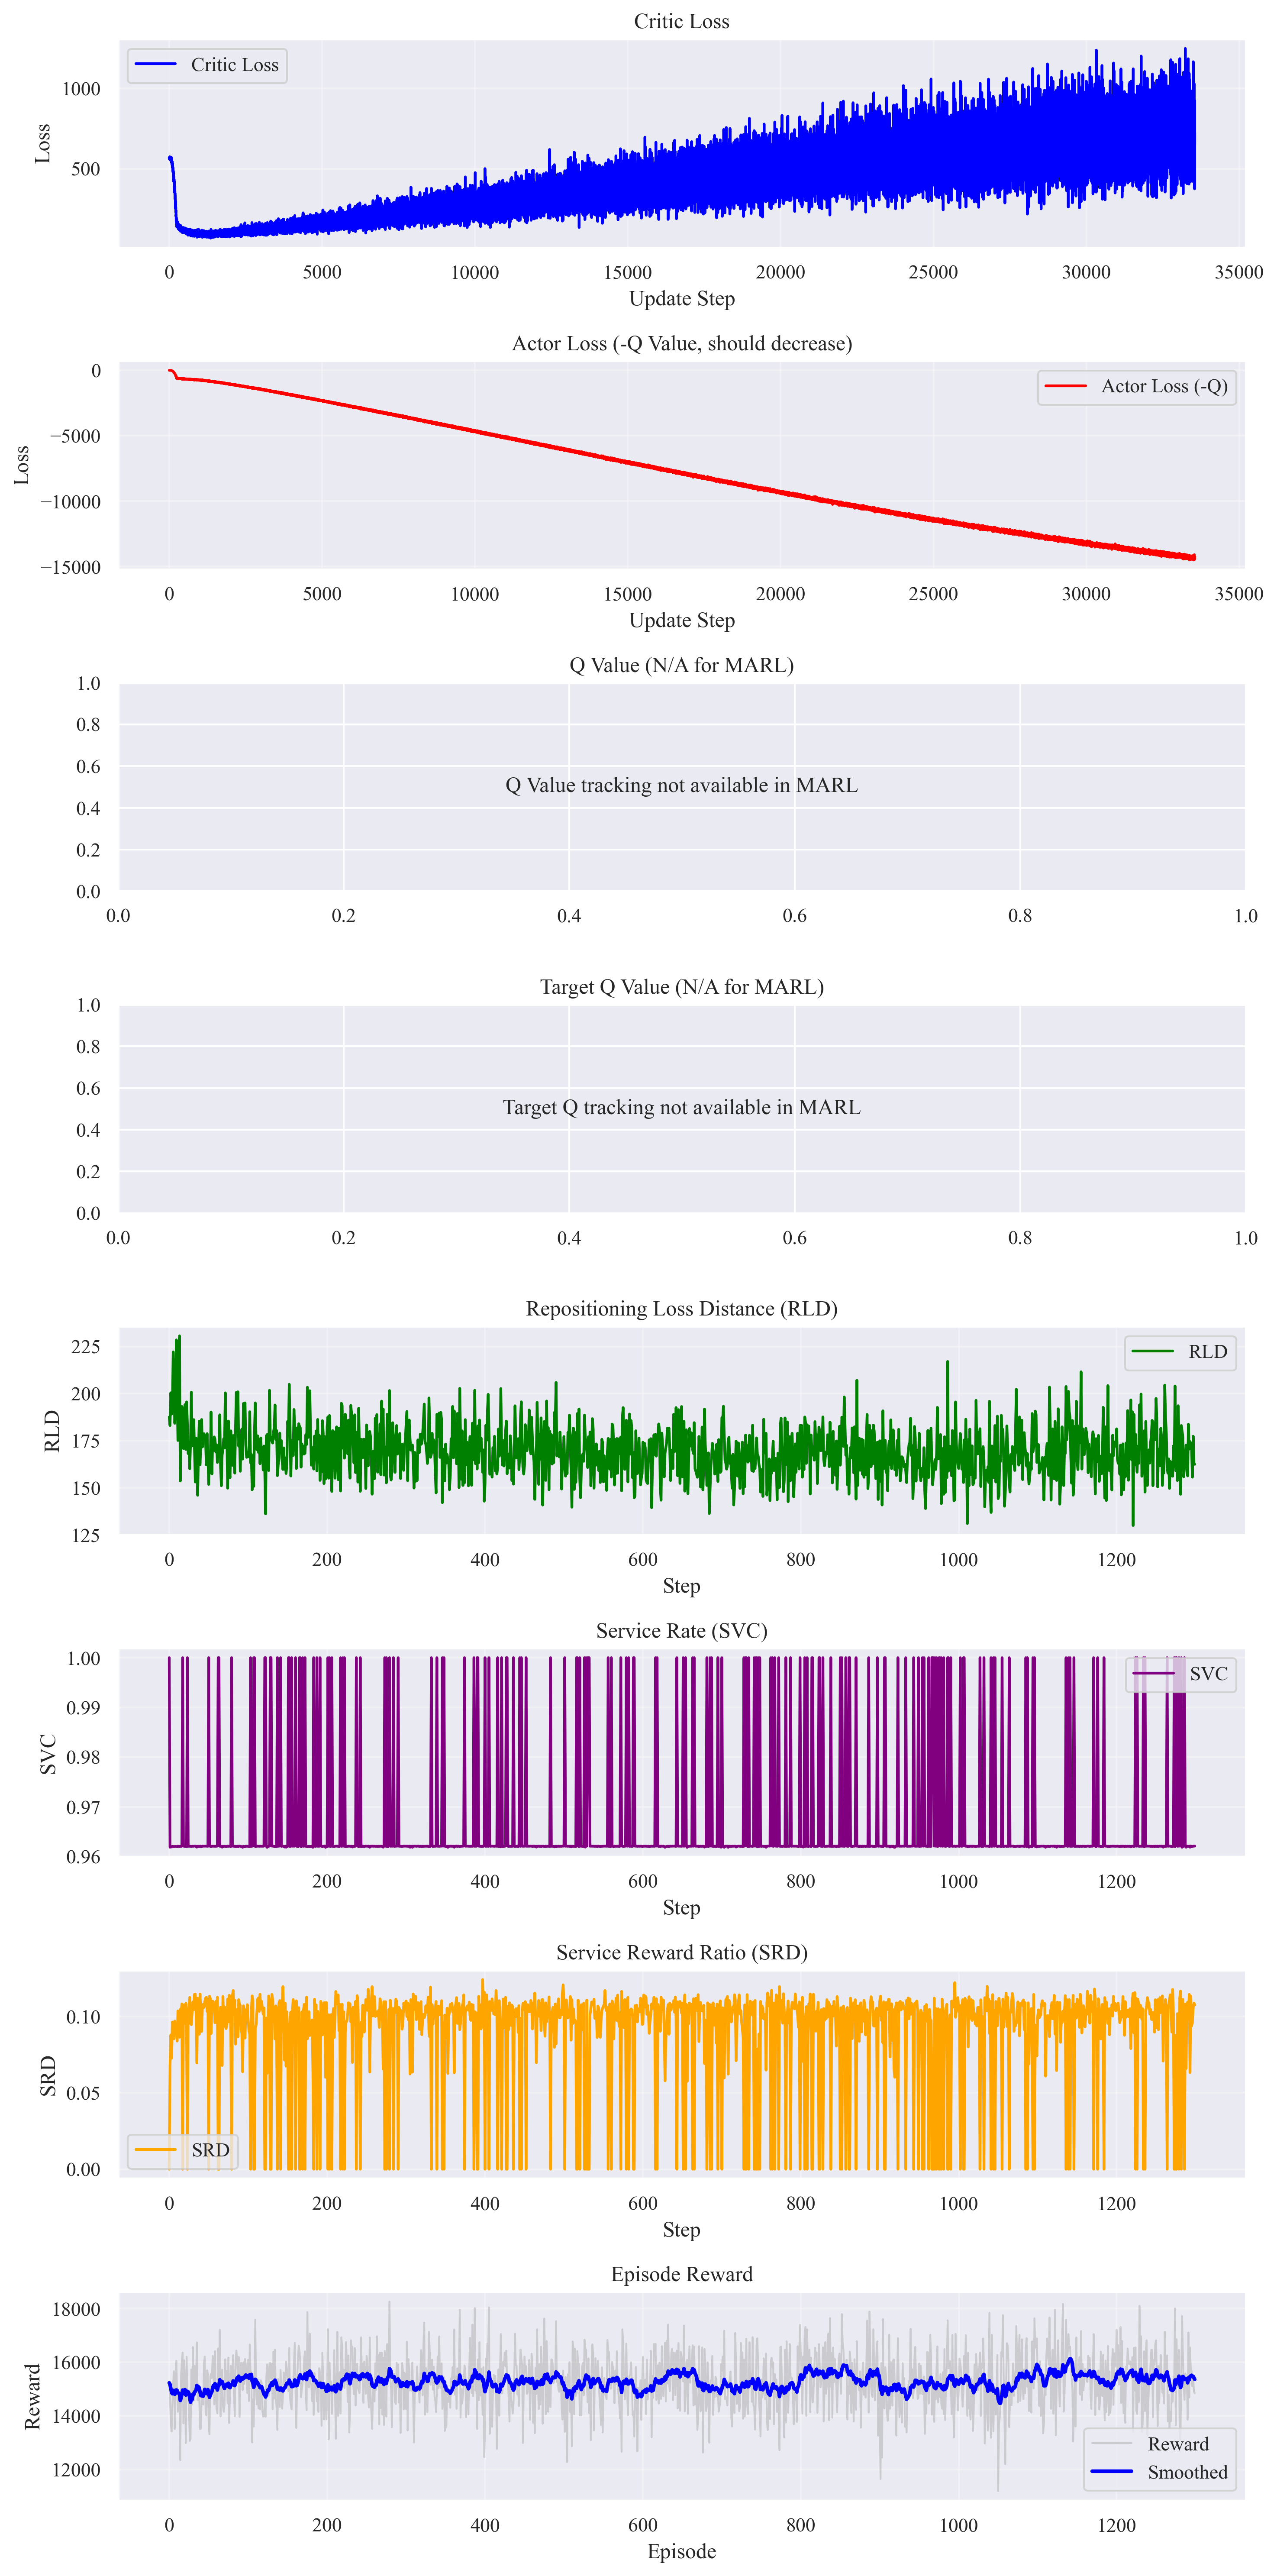 Critic Loss
Critic Loss
Loss
1000
500
0 5000 10000 15000 20000 25000 30000 35000
Update Step
Actor Loss (-Q Value, should decrease)
Actor Loss (-Q)
Loss
0
−5000
−10000
−15000
0 5000 10000 15000 20000 25000 30000 35000
Update Step
Q Value (N/A for MARL)
1.0
0.8
0.6
Q Value tracking not available in MARL
0.4
0.2
0.0
0.0 0.2 0.4 0.6 0.8 1.0
Target Q Value (N/A for MARL)
1.0
0.8
0.6
Target Q tracking not available in MARL
0.4
0.2
0.0
0.0 0.2 0.4 0.6 0.8 1.0
Repositioning Loss Distance (RLD)
RLD
RLD
225
200
175
150
125
0 200 400 600 800 1000 1200
Step
Service Rate (SVC)
SVC
SVC
1.00
0.99
0.98
0.97
0.96
0 200 400 600 800 1000 1200
Step
Service Reward Ratio (SRD)
SRD
0.10
0.05
0.00
SRD
0 200 400 600 800 1000 1200
Step
Episode Reward
Reward
18000
16000
14000
12000
Reward
Smoothed
0 200 400 600 800 1000 1200
Episode